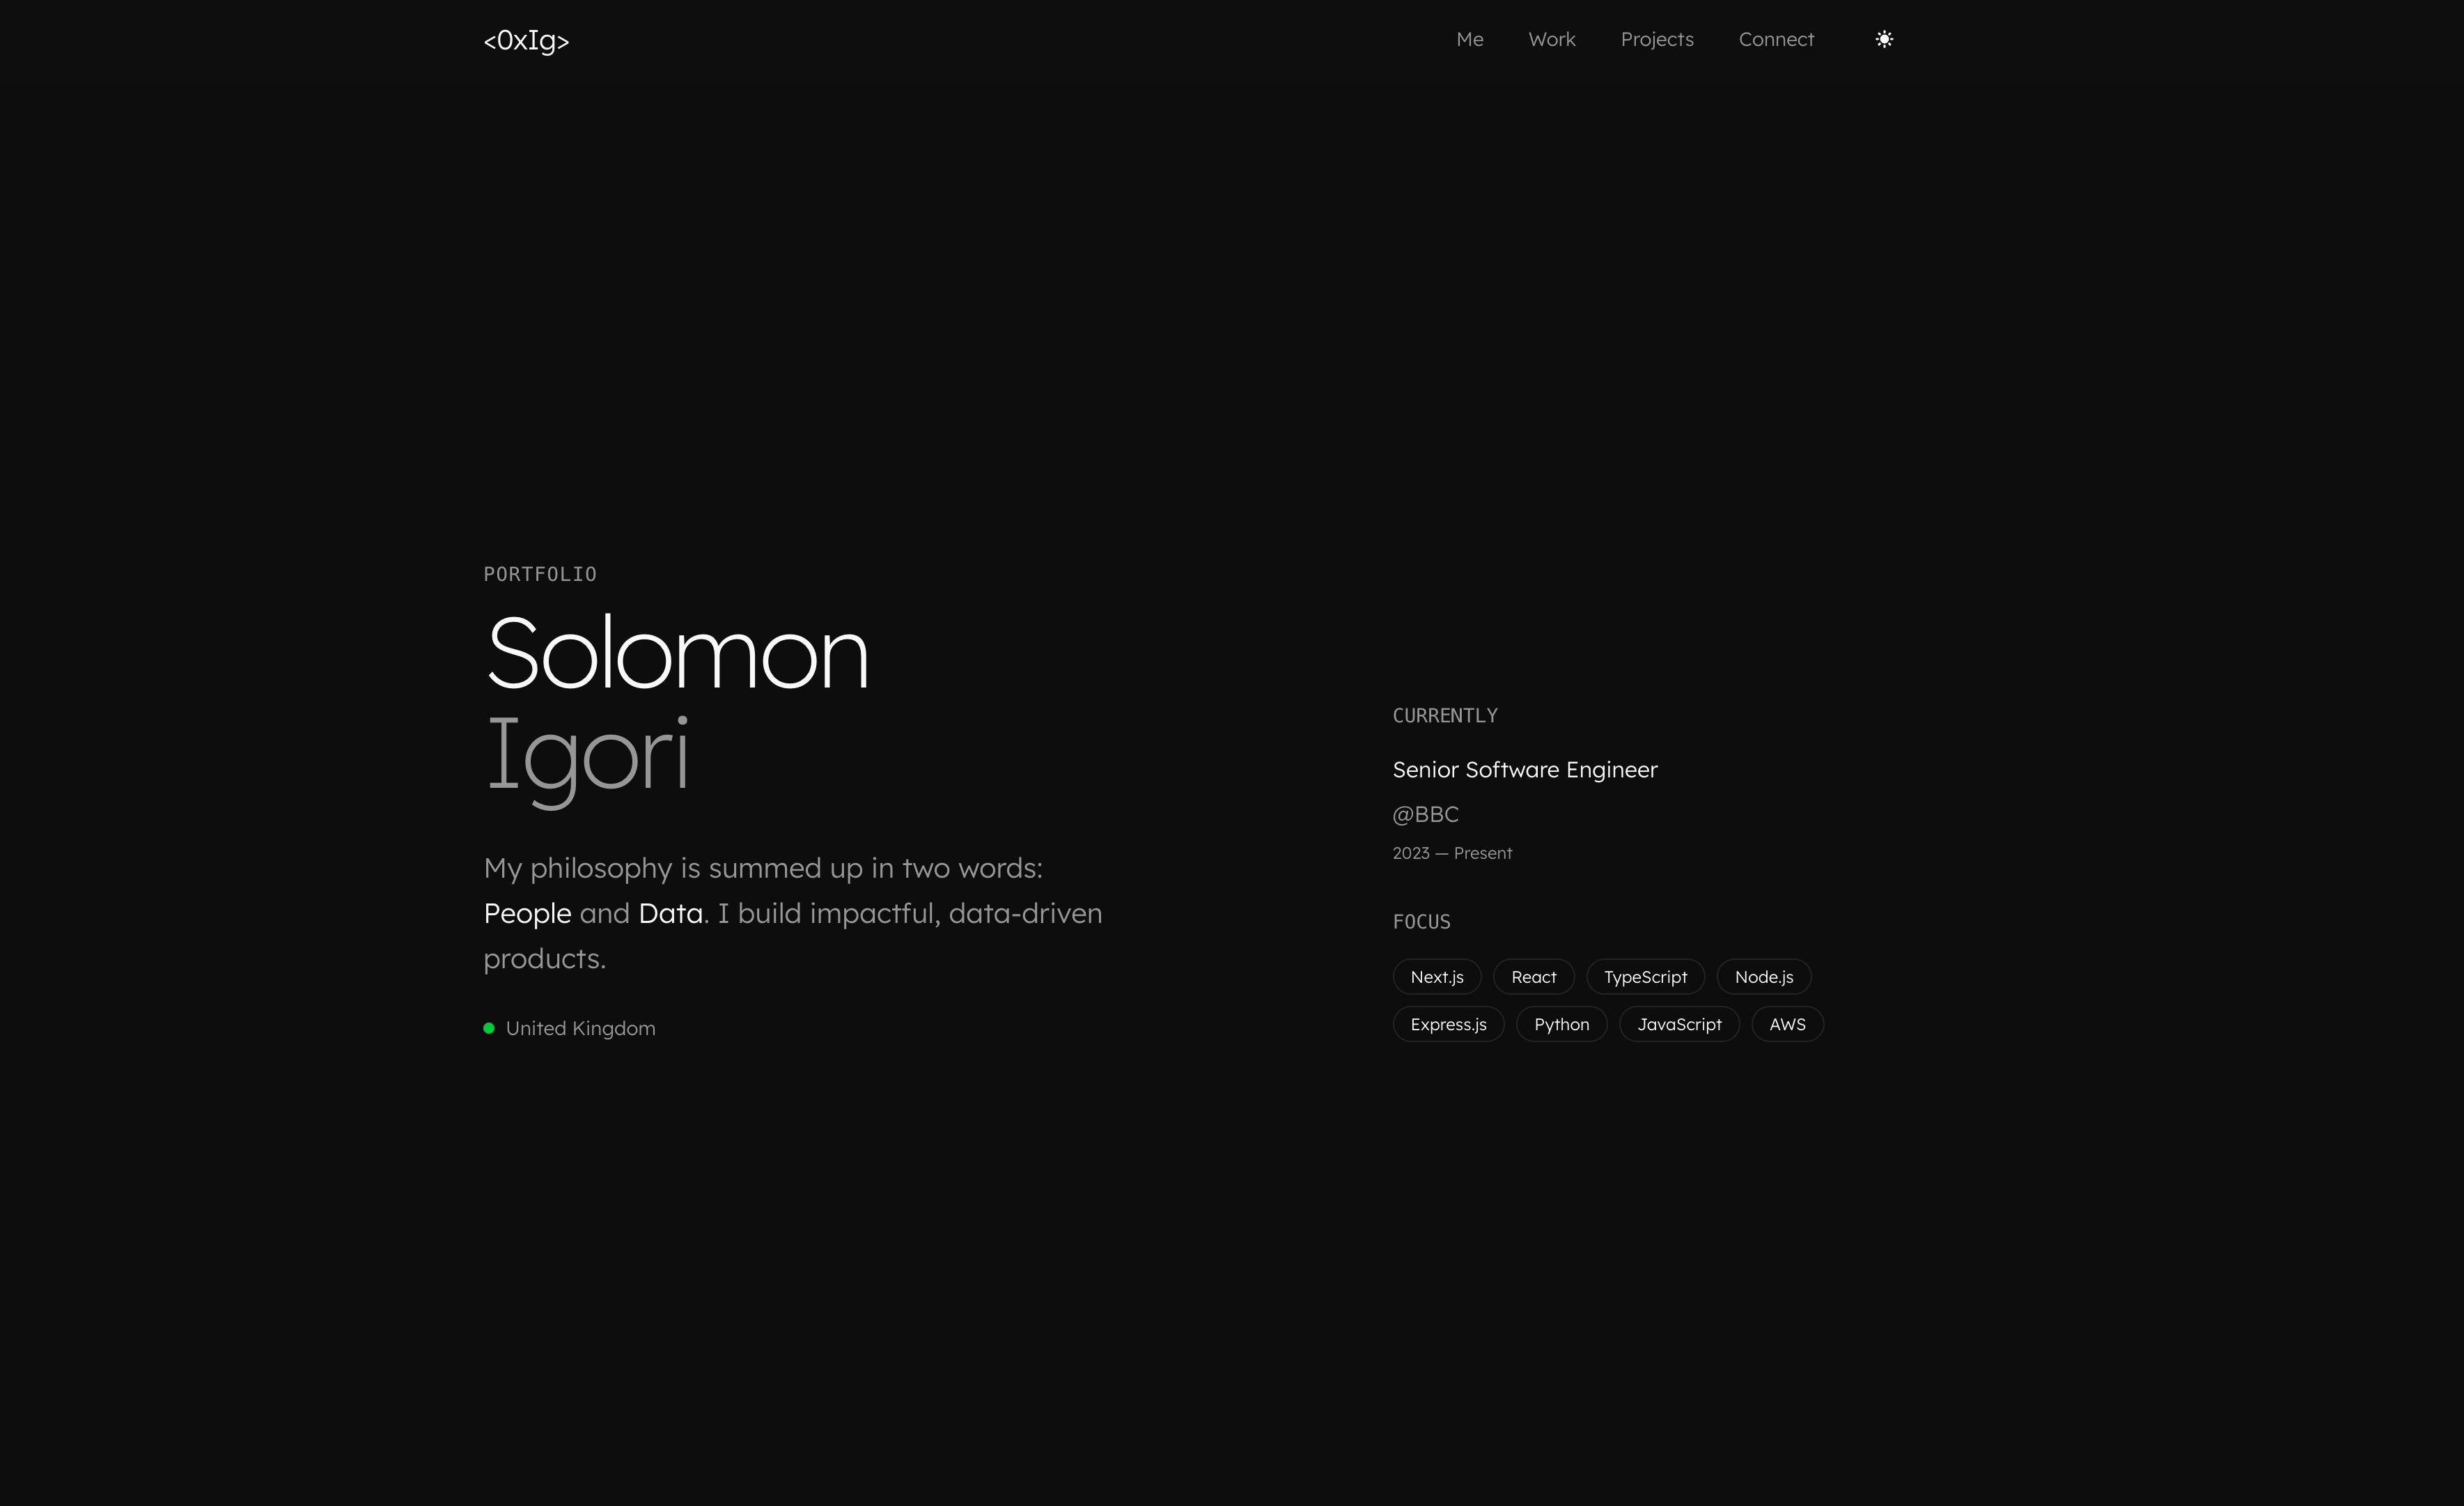 <0xIg>
Me Work Projects Connect
PORTFOLIO
Solomon
Igori
My philosophy is summed up in two words:
People and Data. I build impactful, data-driven
products.
United Kingdom
CURRENTLY
Senior Software Engineer
@BBC
2023 — Present
FOCUS
Next.js React TypeScript Node.js
Express.js Python JavaScript AWS